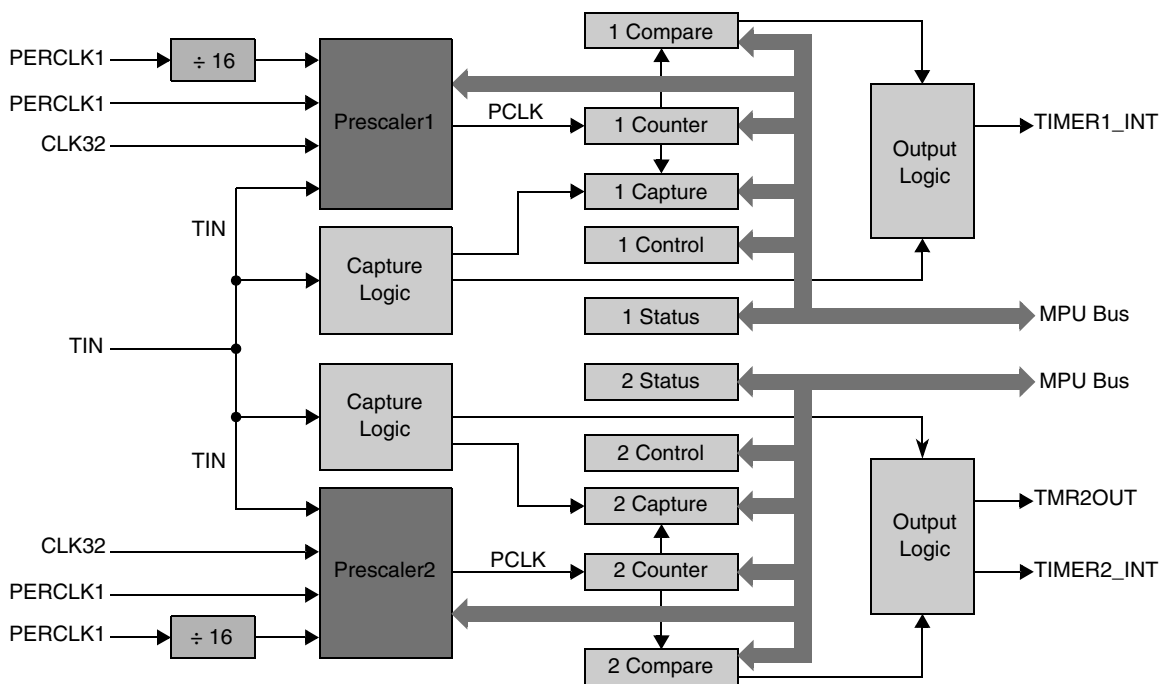 1 Compare
PERCLK1
÷ 16
PERCLK1
Prescaler1
PCLK
1 Counter
TIMER1_INT
CLK32
Output
Logic
1 Capture
TIN
1 Control
Capture
Logic
1 Status
MPU Bus
TIN
2 Status
MPU Bus
Capture
Logic
2 Control
TIN
2 Capture
TMR2OUT
Output
Logic
CLK32
Prescaler2
PCLK
2 Counter
TIMER2_INT
PERCLK1
PERCLK1
÷ 16
2 Compare